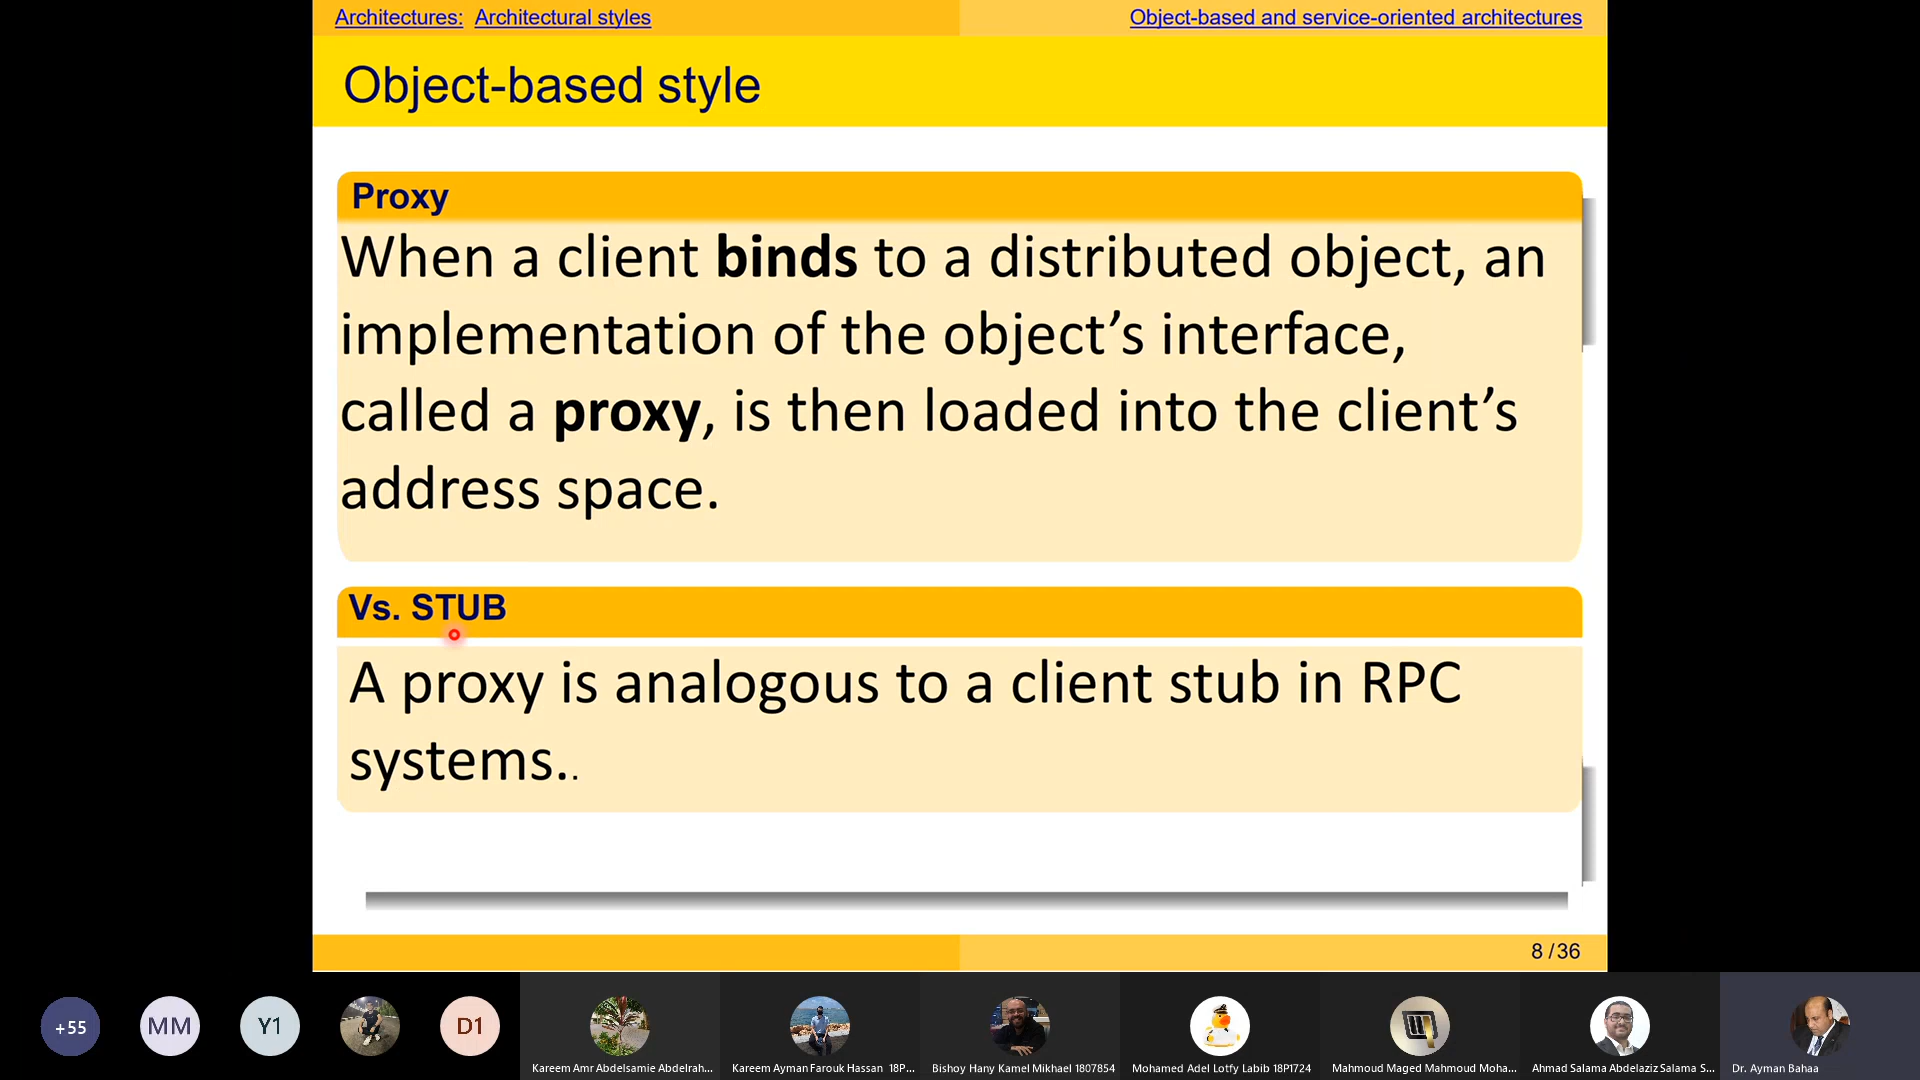 Architectures: Architectural styles
Object-based and service-oriented architectures
Object-based style
Proxy
When a client binds to a distributed object, an
implementation of the object’s interface,
called a proxy, is then loaded into the client’s
address space.
Vs. STUB
A proxy is analogous to a client stub in RPC
systems..
8 /36
+55
MM
Y1
D1
Kareem Amr Abdelsamie Abdelrah...
Kareem Ayman Farouk Hassan 18P...
Bishoy Hany Kamel Mikhael 1807854
Mohamed Adel Lotfy Labib 18P1724
Mahmoud Maged Mahmoud Moha...
Ahmad Salama Abdelaziz Salama S...
Dr. Ayman Bahaa